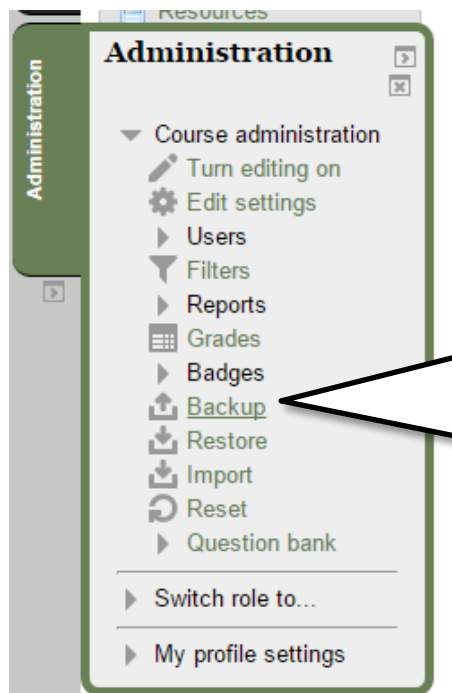 Resources
Administration
Administration
Course administration
Turn editing on
Edit settings
Users
Filters
Reports
Grades
Badges
Backup
Restore
Import
Reset
Question bank
Switch role to...
My profile settings